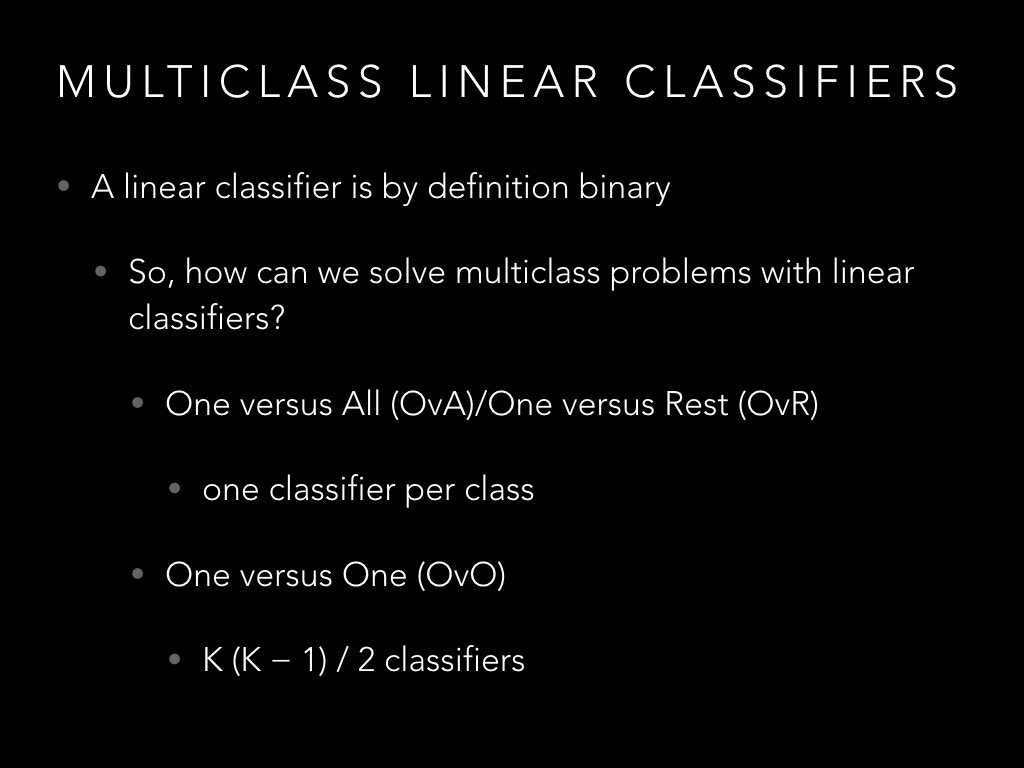 MULTICLASS LINEAR CLASSIFIERS
• A linear classifier is by definition binary
• So, how can we solve multiclass problems with linear
classifiers?
• One versus All (OvA)/One versus Rest (OvR)
• one classifier per class
• One versus One (OvO)
• K (K − 1) / 2 classifiers